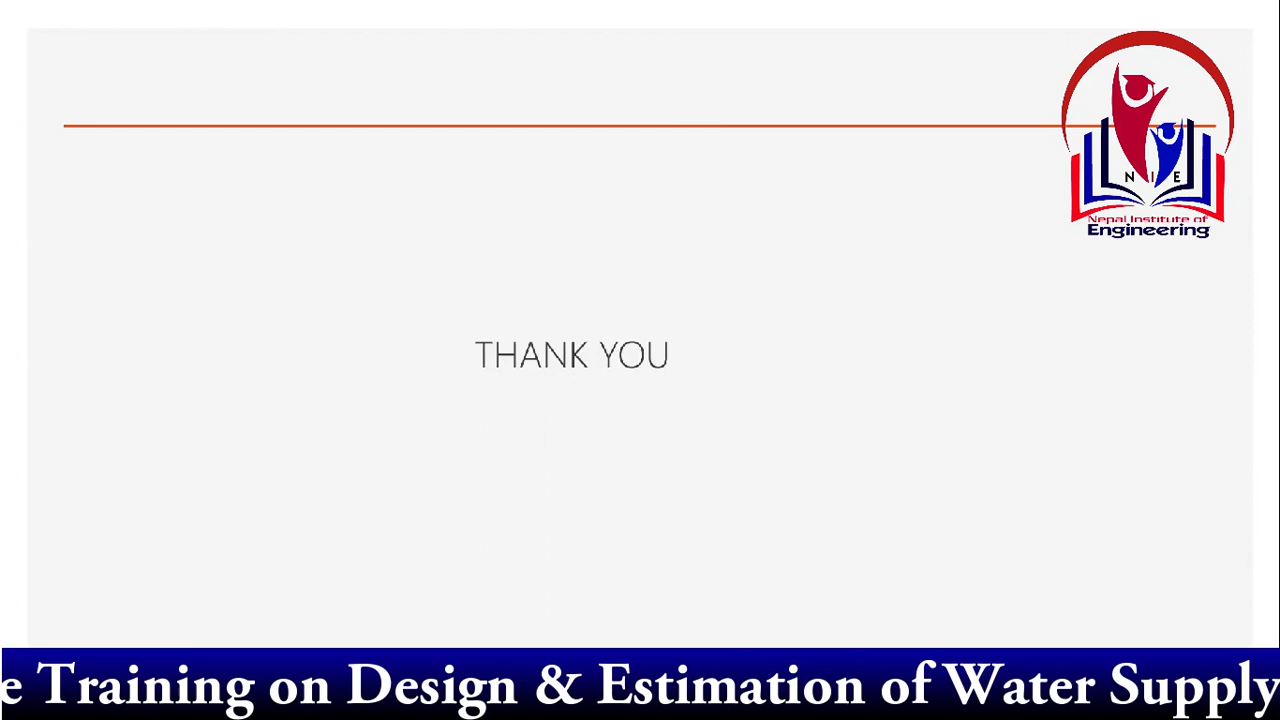 N I E
Nepal Institute of
Engineering
THANK YOU
e Training on Design & Estimation of Water Supply